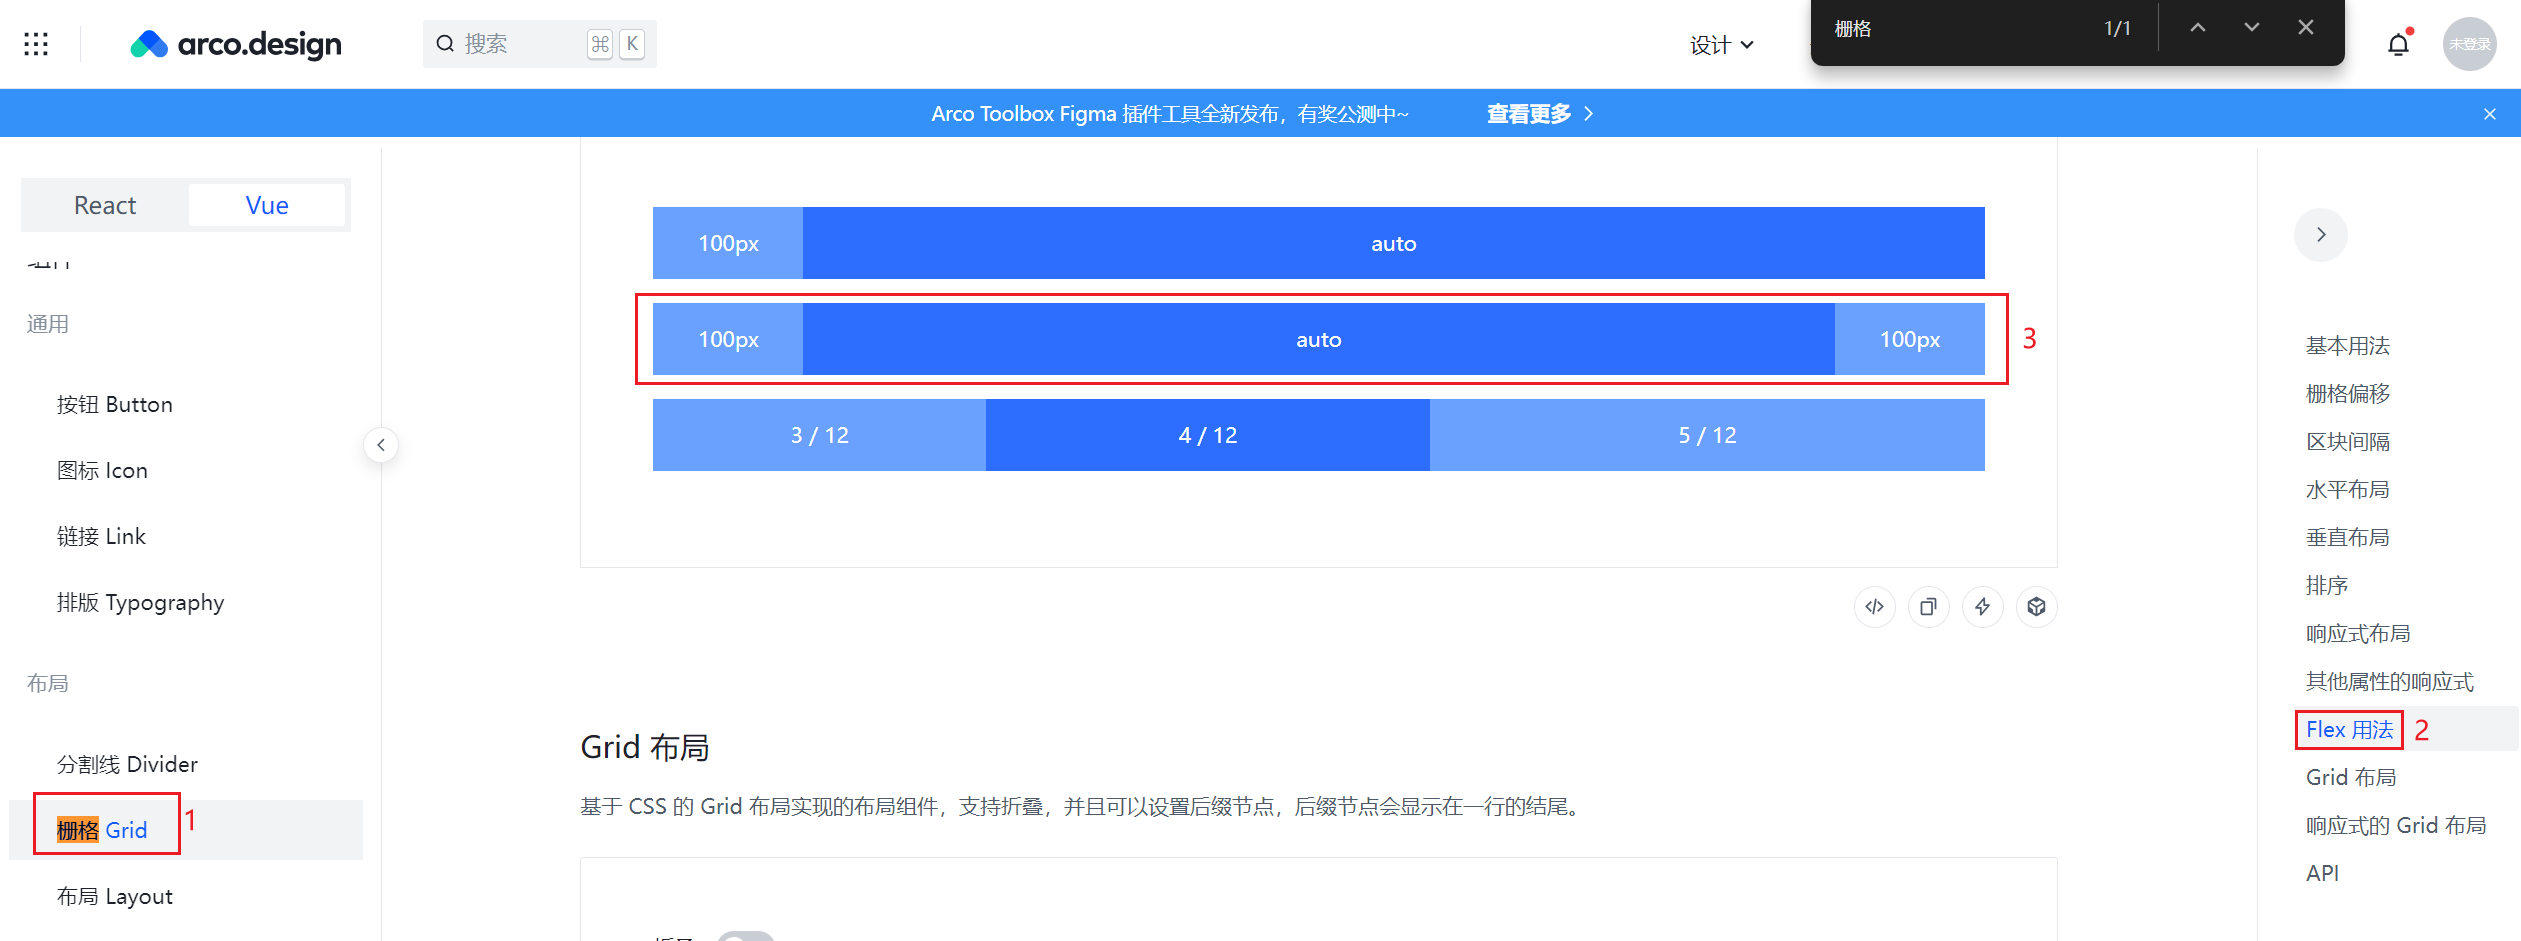 arco.design
搜索
⌘ K
设计
栅格
1/1
未登录
Arco Toolbox Figma 插件工具全新发布，有奖公测中~
查看更多
React
Vue
组件
通用
按钮 Button
图标 Icon
链接 Link
排版 Typography
布局
分割线 Divider
栅格 Grid
1
布局 Layout
100px
auto
100px
auto
100px
3
3 / 12
4 / 12
5 / 12
Grid 布局
基于 CSS 的 Grid 布局实现的布局组件，支持折叠，并且可以设置后缀节点，后缀节点会显示在一行的结尾。
基本用法
栅格偏移
区块间隔
水平布局
垂直布局
排序
响应式布局
其他属性的响应式
Flex 用法
2
Grid 布局
响应式的 Grid 布局
API